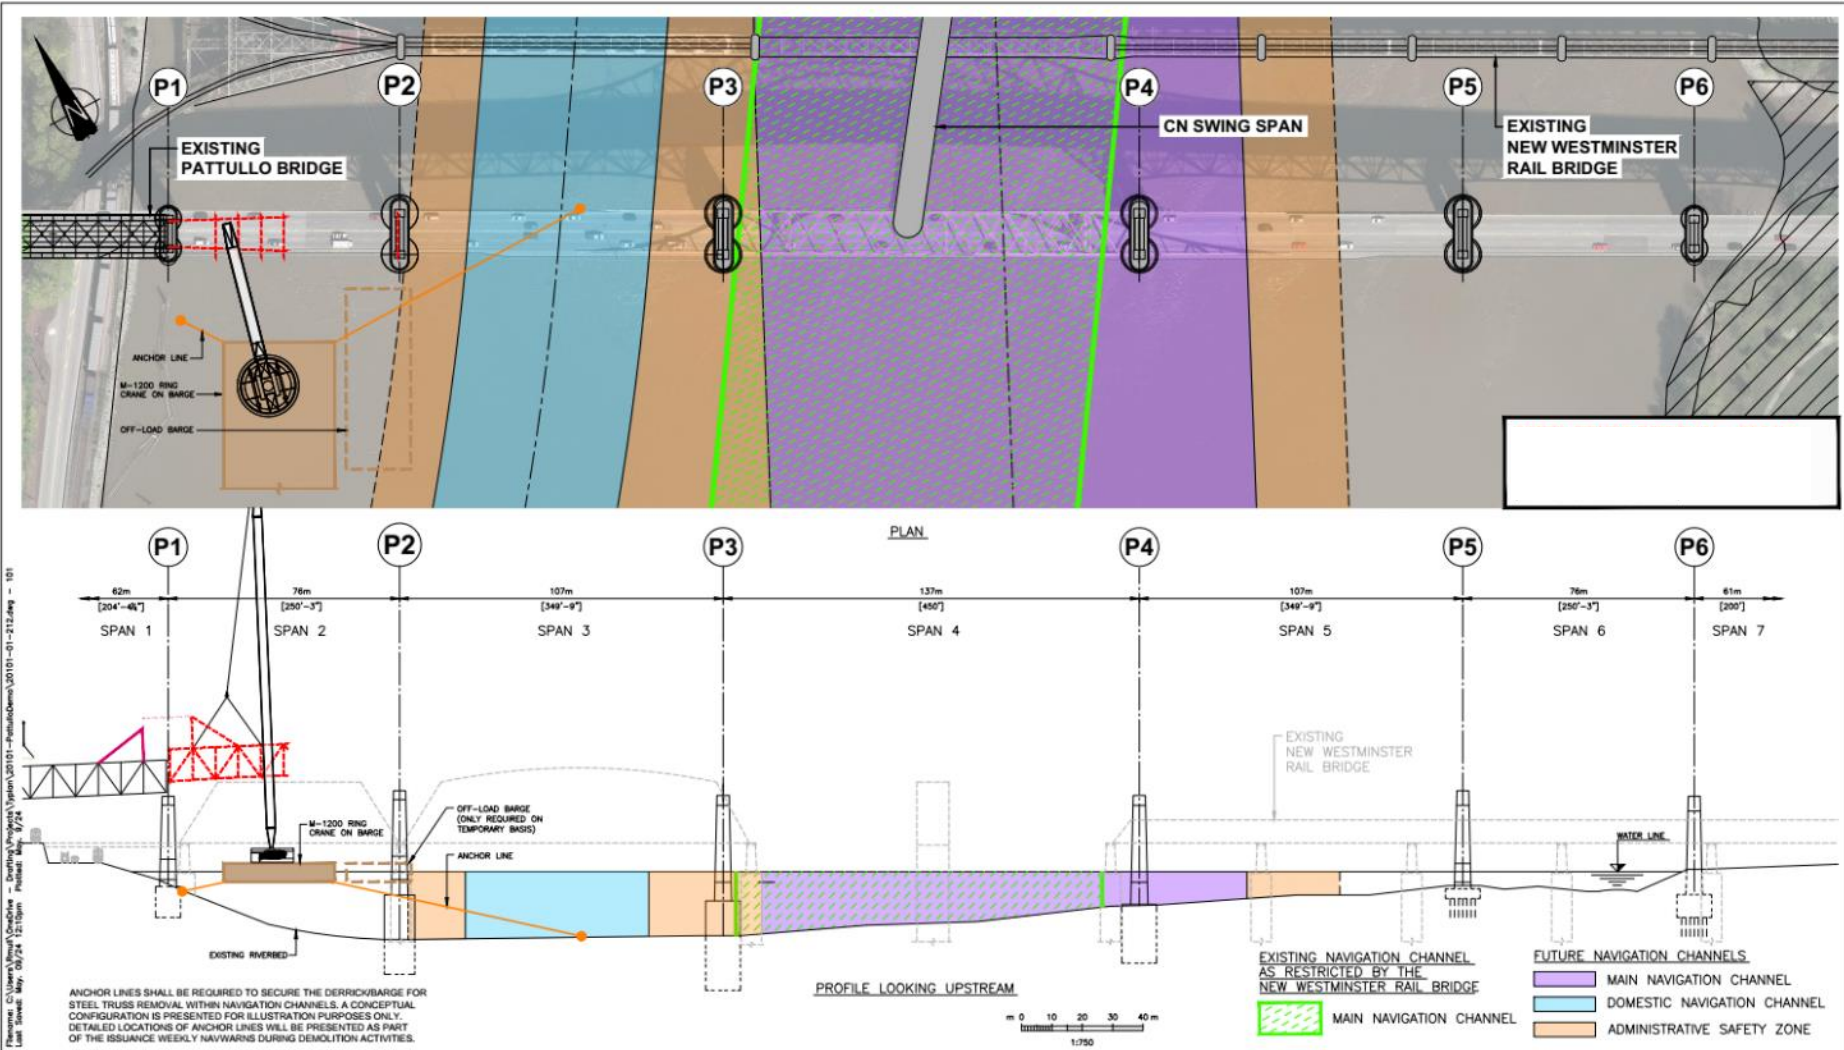 P1
P2
P3
P4
P5
P6
N
EXISTING
PATTULLO BRIDGE
CN SWING SPAN
EXISTING
NEW WESTMINSTER
RAIL BRIDGE
ANCHOR LINE
M-1200 RING
CRANE ON BARGE
OFF-LOAD BARGE
PLAN
P1
P2
P3
P4
P5
P6
62m
76m
107m
137m
107m
76m
61m
[250'-3"]
[349'-9"]
[450']
[349'-9"]
[250'-3"]
[200']
SPAN 1
SPAN 2
SPAN 3
SPAN 4
SPAN 5
SPAN 6
SPAN 7
EXISTING
NEW WESTMINSTER
RAIL BRIDGE
OFF-LOAD BARGE
(ONLY REQUIRED ON
TEMPORARY BASIS)
M-1200 RING
CRANE ON BARGE
ANCHOR LINE
WATER LINE
EXISTING RIVERBED
PROFILE LOOKING UPSTREAM
ANCHOR LINES SHALL BE REQUIRED TO SECURE THE DERRICK/BARGE FOR
STEEL TRUSS REMOVAL WITHIN NAVIGATION CHANNELS. A CONCEPTUAL
CONFIGURATION IS PRESENTED FOR ILLUSTRATION PURPOSES ONLY.
DETAILED LOCATIONS OF ANCHOR LINES WILL BE PRESENTED AS PART
OF THE ISSUANCE WEEKLY NAVWARNS DURING DEMOLITION ACTIVITIES.
m 0 10 20 30 40 m
1:750
EXISTING NAVIGATION CHANNEL
AS RESTRICTED BY THE
NEW WESTMINSTER RAIL BRIDGE
MAIN NAVIGATION CHANNEL
FUTURE NAVIGATION CHANNELS
MAIN NAVIGATION CHANNEL
DOMESTIC NAVIGATION CHANNEL
ADMINISTRATIVE SAFETY ZONE